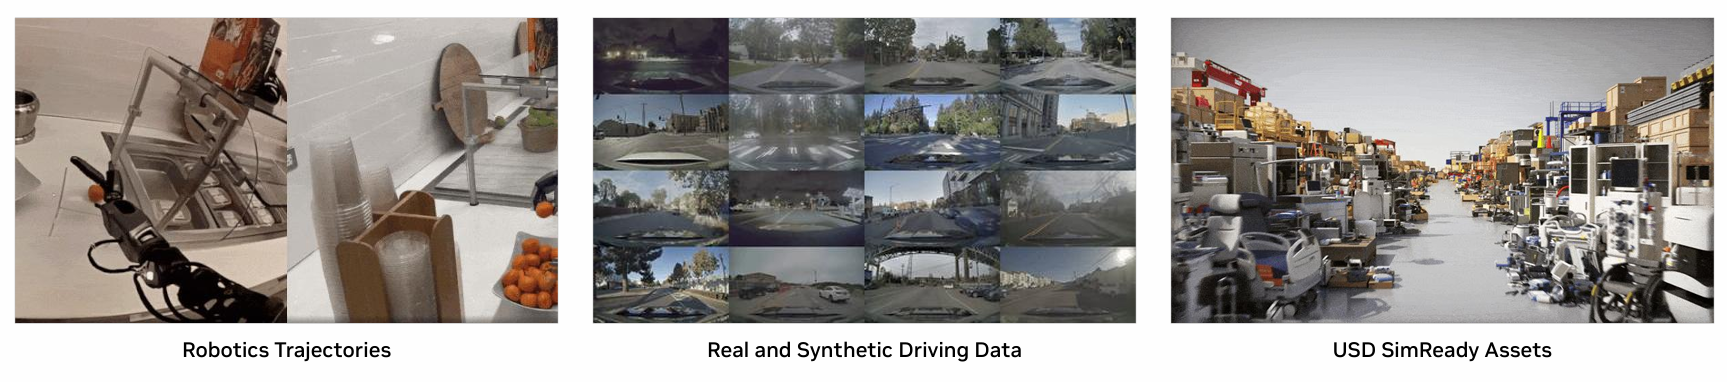 Robotics Trajectories
Real and Synthetic Driving Data
USD SimReady Assets